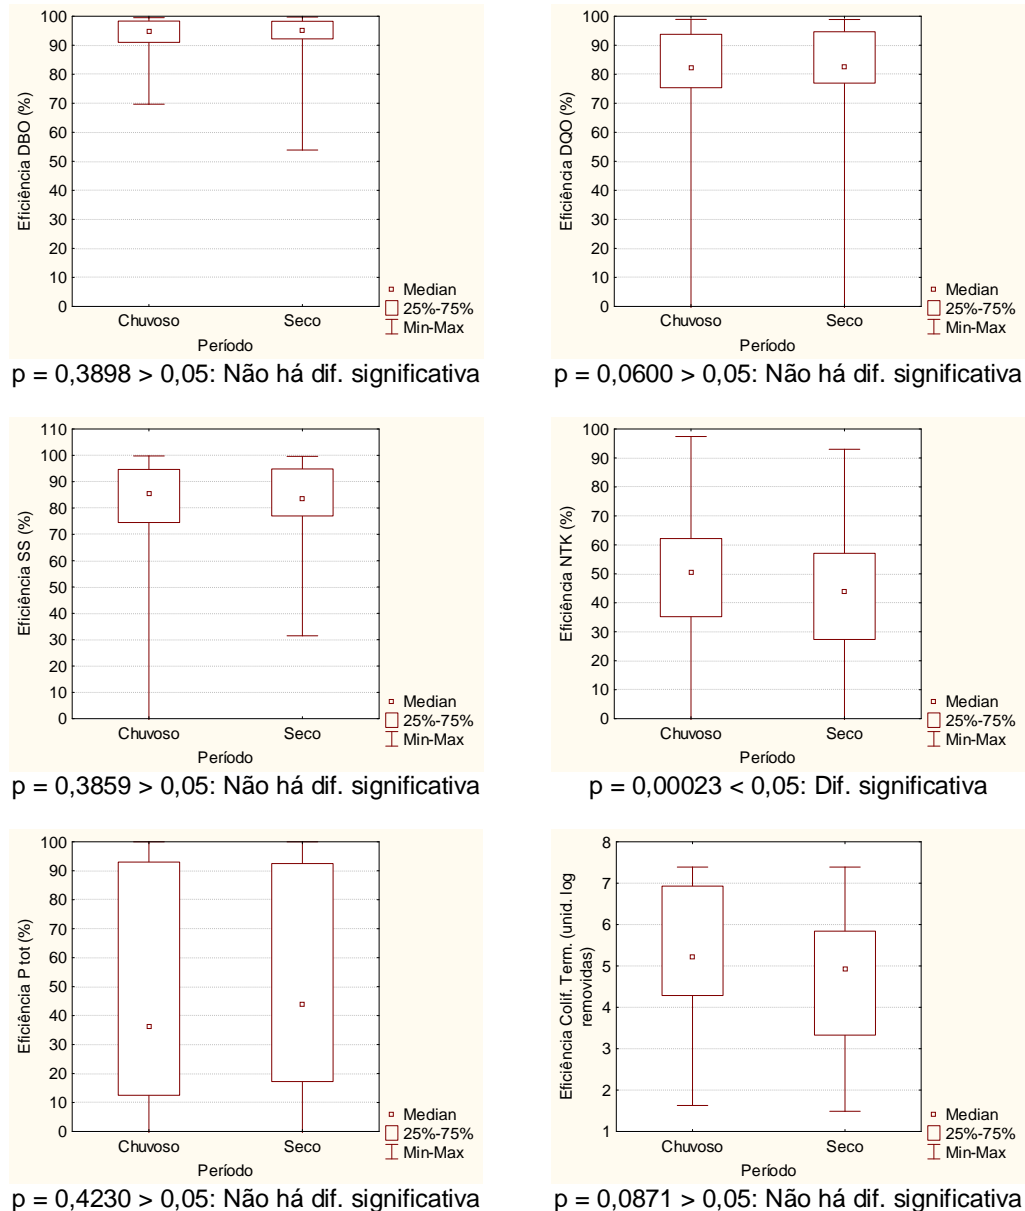 Eficiência DBO (%)
100
90
80
70
60
50
40
30
20
10
0
Chuvoso
Seco
Período
Median
25%-75%
Min-Max
p = 0,3898 > 0,05: Não há dif. significativa
Eficiência DQO (%)
100
90
80
70
60
50
40
30
20
10
0
Chuvoso
Seco
Período
Median
25%-75%
Min-Max
p = 0,0600 > 0,05: Não há dif. significativa
Eficiência SS (%)
110
100
90
80
70
60
50
40
30
20
10
0
Chuvoso
Seco
Período
Median
25%-75%
Min-Max
p = 0,3859 > 0,05: Não há dif. significativa
Eficiência NTK (%)
100
90
80
70
60
50
40
30
20
10
0
Chuvoso
Seco
Período
Median
25%-75%
Min-Max
p = 0,00023 < 0,05: Dif. significativa
Eficiência P tot (%)
100
90
80
70
60
50
40
30
20
10
0
Chuvoso
Seco
Período
Median
25%-75%
Min-Max
p = 0,4230 > 0,05: Não há dif. significativa
Eficiência Colif. Term. (unid. log
removidas)
8
7
6
5
4
3
2
1
Chuvoso
Seco
Período
Median
25%-75%
Min-Max
p = 0,0871 > 0,05: Não há dif. significativa